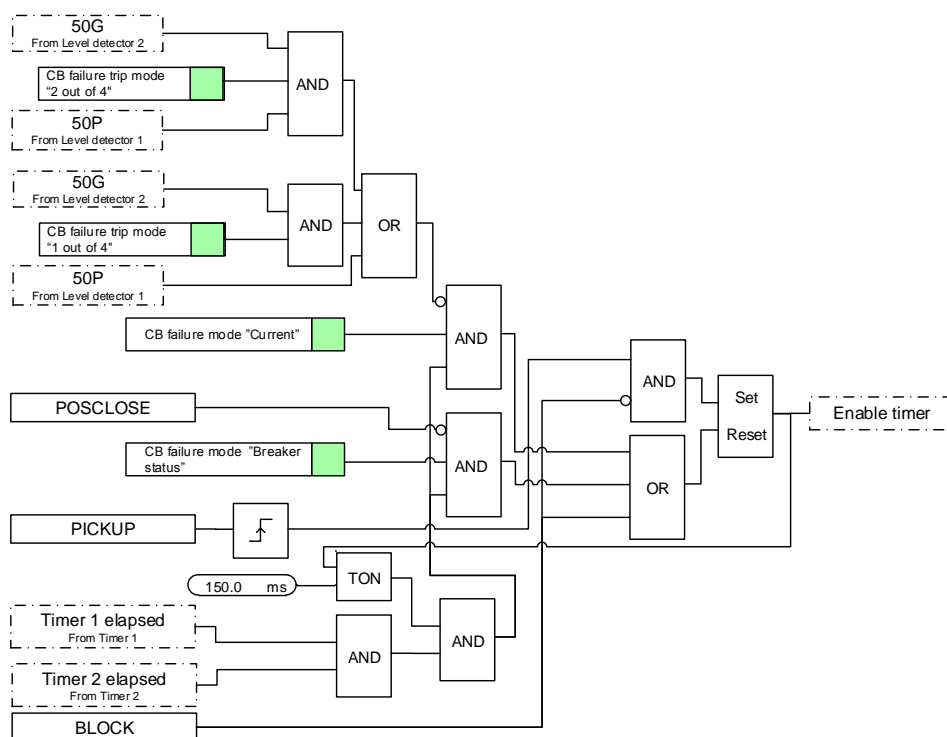 50G
From Level detector 2
CB failure trip mode
“2 out of 4”
50P
From Level detector 1
AND
50G
From Level detector 2
CB failure trip mode
“1 out of 4”
50P
From Level detector 1
AND
OR
CB failure mode ”Current”
AND
POSCLOSE
CB failure mode ”Breaker
status”
AND
AND
Set
Reset
Enable timer
OR
PICKUP
150.0 ms
TON
Timer 1 elapsed
From Timer 1
AND
AND
Timer 2 elapsed
From Timer 2
BLOCK